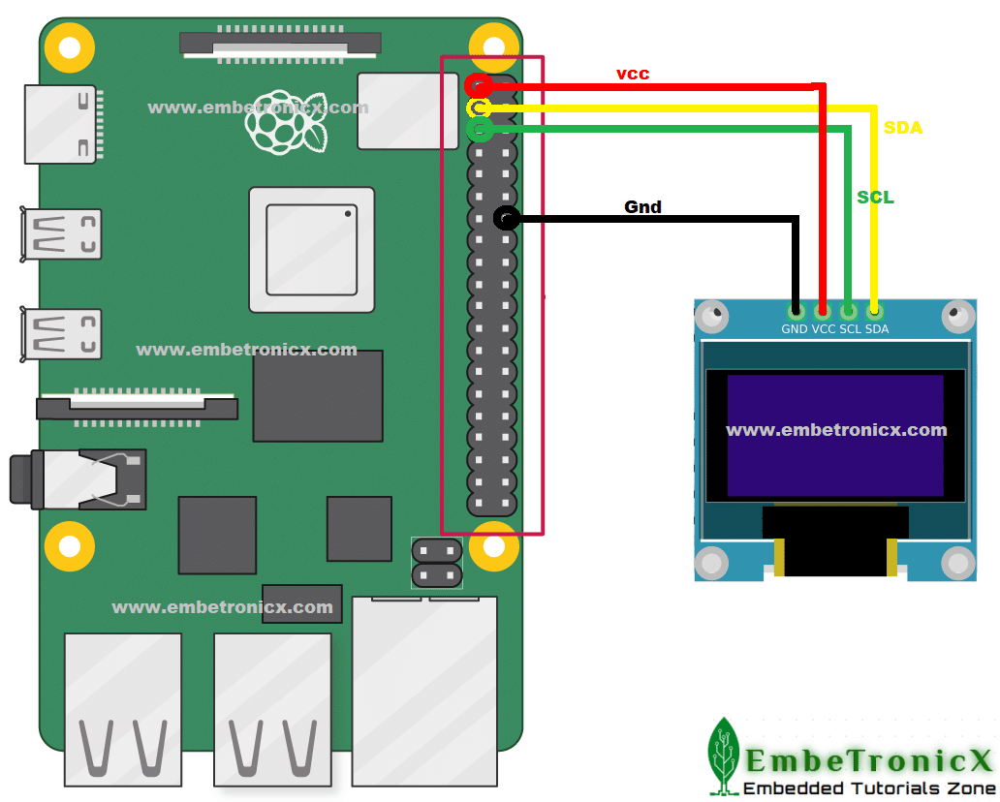 vcc
www.embetronicx.com
SDA
SCL
Gnd
GND VCC SCL SDA
www.embetronicx.com
www.embetronicx.com
www.embetronicx.com
EmbeTronicX
Embedded Tutorials Zone